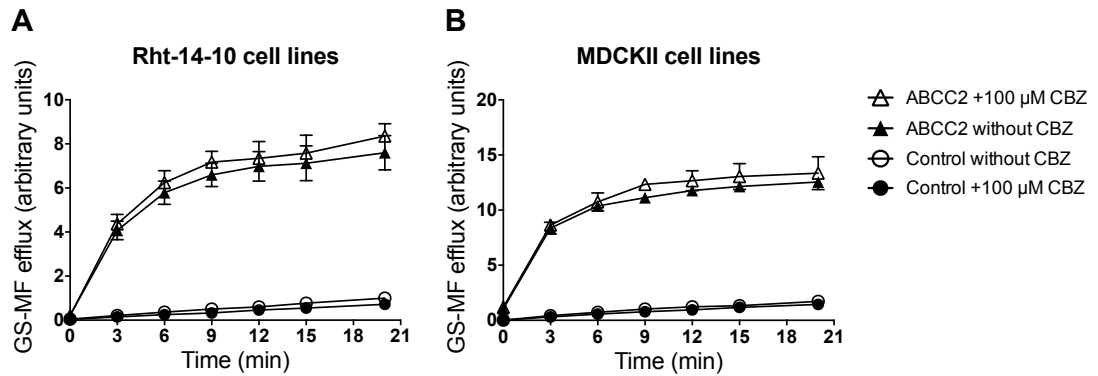 A
B
Rht-14-10 cell lines
MDCKII cell lines
GS-MF efflux (arbitrary units)
10
8
6
4
2
0
0 3 6 9 12 15 18 21
Time (min)
GS-MF efflux (arbitrary units)
20
15
10
5
0
0 3 6 9 12 15 18 21
Time (min)
ABCC2 +100 µM CBZ
ABCC2 without CBZ
Control without CBZ
Control +100 µM CBZ